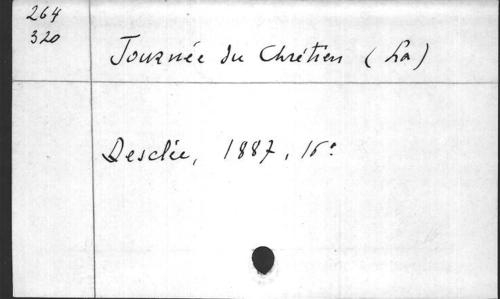 264
320
Journée du Chrétien (La)
Desclée, 1887, 16°